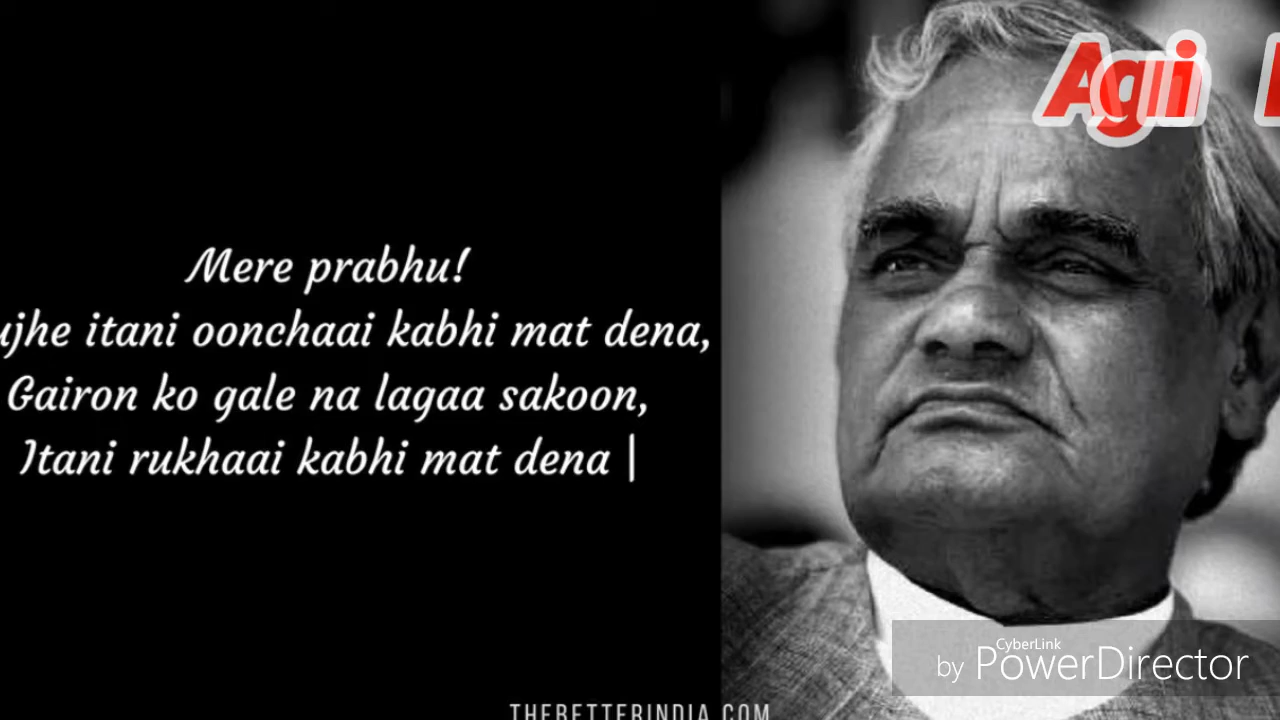 Agri
Mere prabhu!
ujhe itani oonchaai kabhi mat dena,
Gairon ko gale na lagaa sakoon,
Itani rukhaai kabhi mat dena |
CyberLink
by PowerDirector
THEBETTERINDIA.COM